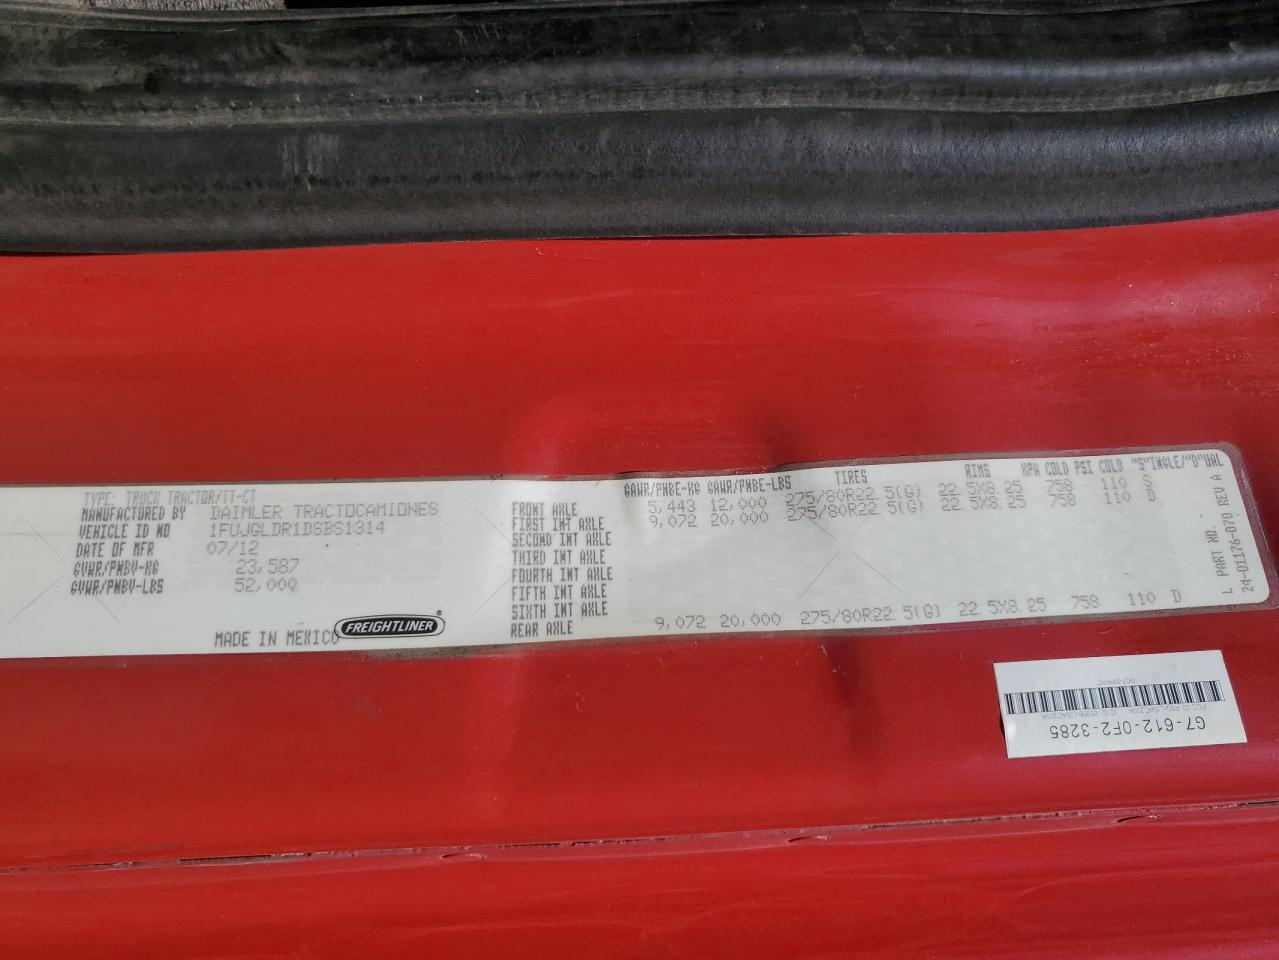 TYPE: TRUCK TRACTOR/TT-CT
MANUFACTURED BY DAIMLER TRACTOCAMIONES
VEHICLE ID NO 1FUJGLDR1DSBS1314
DATE OF MFR 07/12
GVWR/PNBV-KG 23,587
GVWR/PNBV-LBS 52,000
MADE IN MEXICO FREIGHTLINER®
GAWR/PNBE-KG GAWR/PNBE-LBS TIRES RIMS KPA COLD PSI COLD "S"INGLE/"D"UAL
FRONT AXLE 5,443 12,000 275/80R22.5(G) 22.5X8.25 758 110 S
FIRST INT AXLE 9,072 20,000 275/80R22.5(G) 22.5X8.25 758 110 D
SECOND INT AXLE
THIRD INT AXLE
FOURTH INT AXLE
FIFTH INT AXLE
SIXTH INT AXLE
REAR AXLE 9,072 20,000 275/80R22.5(G) 22.5X8.25 758 110 D
L PART NO.
24-01176-070 REV A
G7-612-0F2-3285